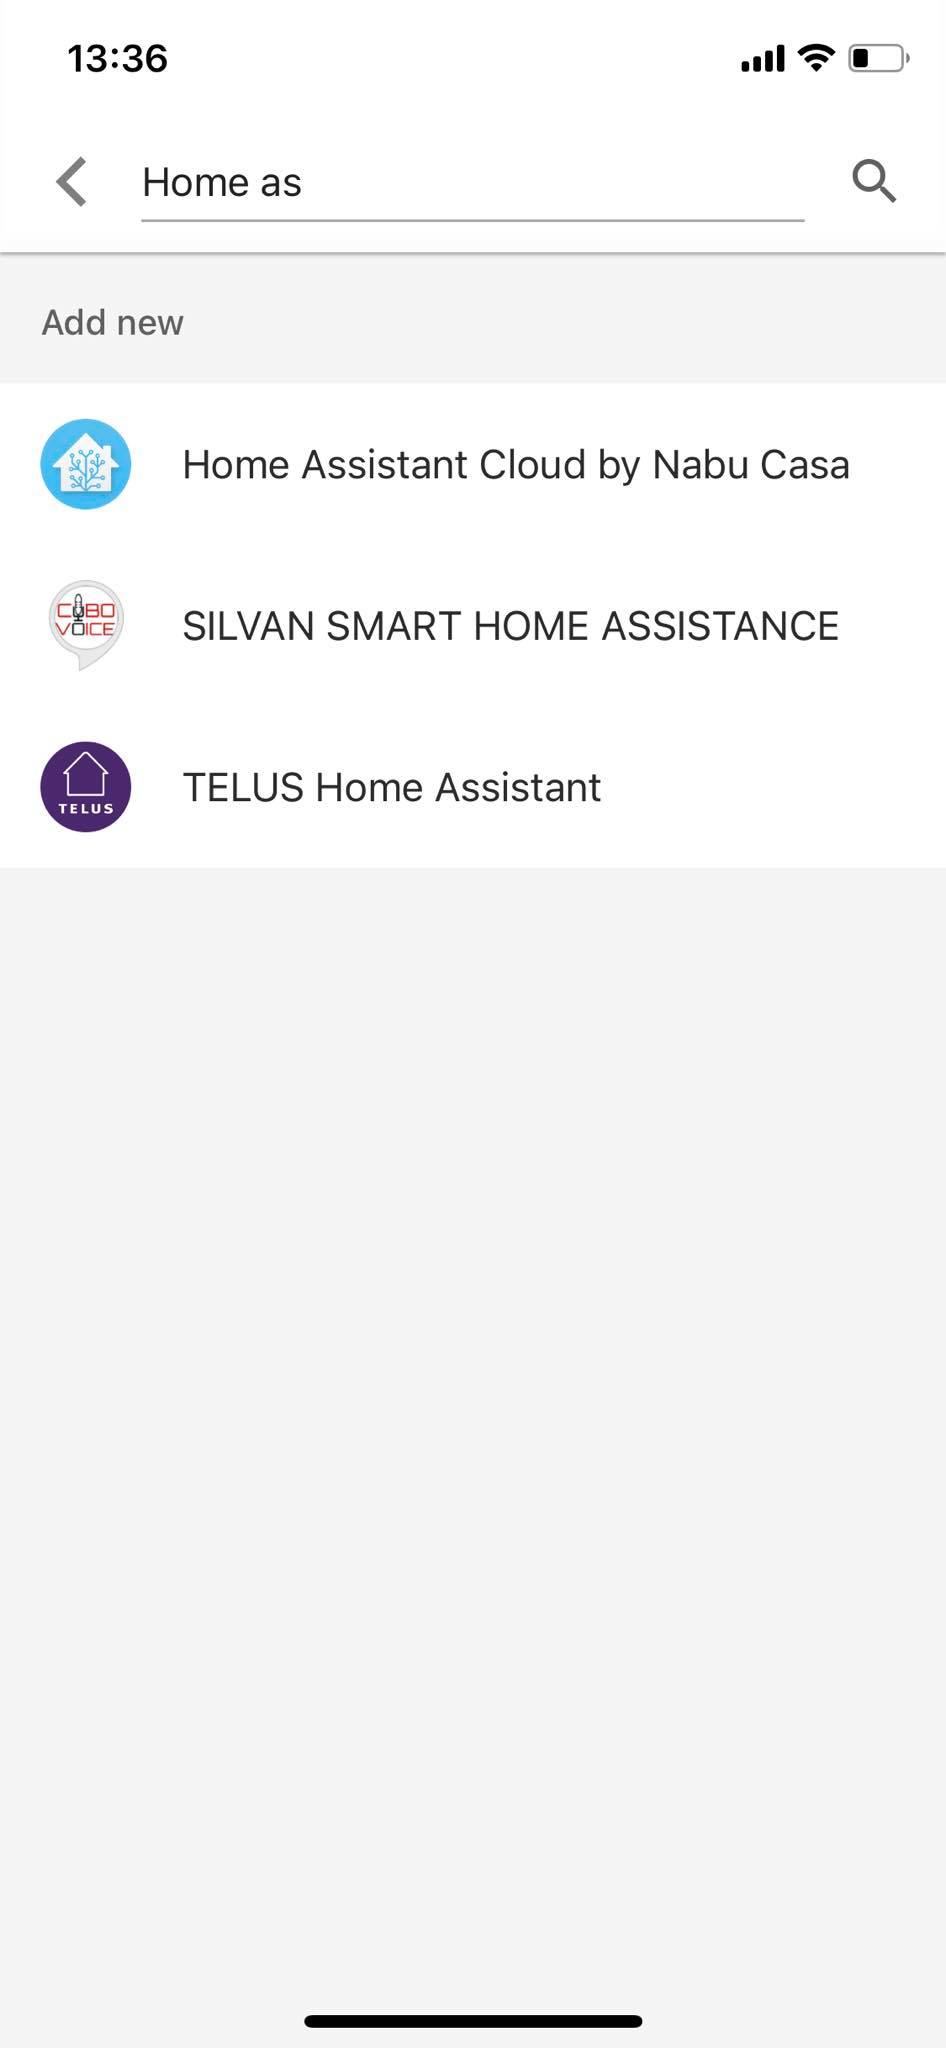 13:36
Home as
Add new
Home Assistant Cloud by Nabu Casa
CUBO
VOICE
SILVAN SMART HOME ASSISTANCE
TELUS
TELUS Home Assistant